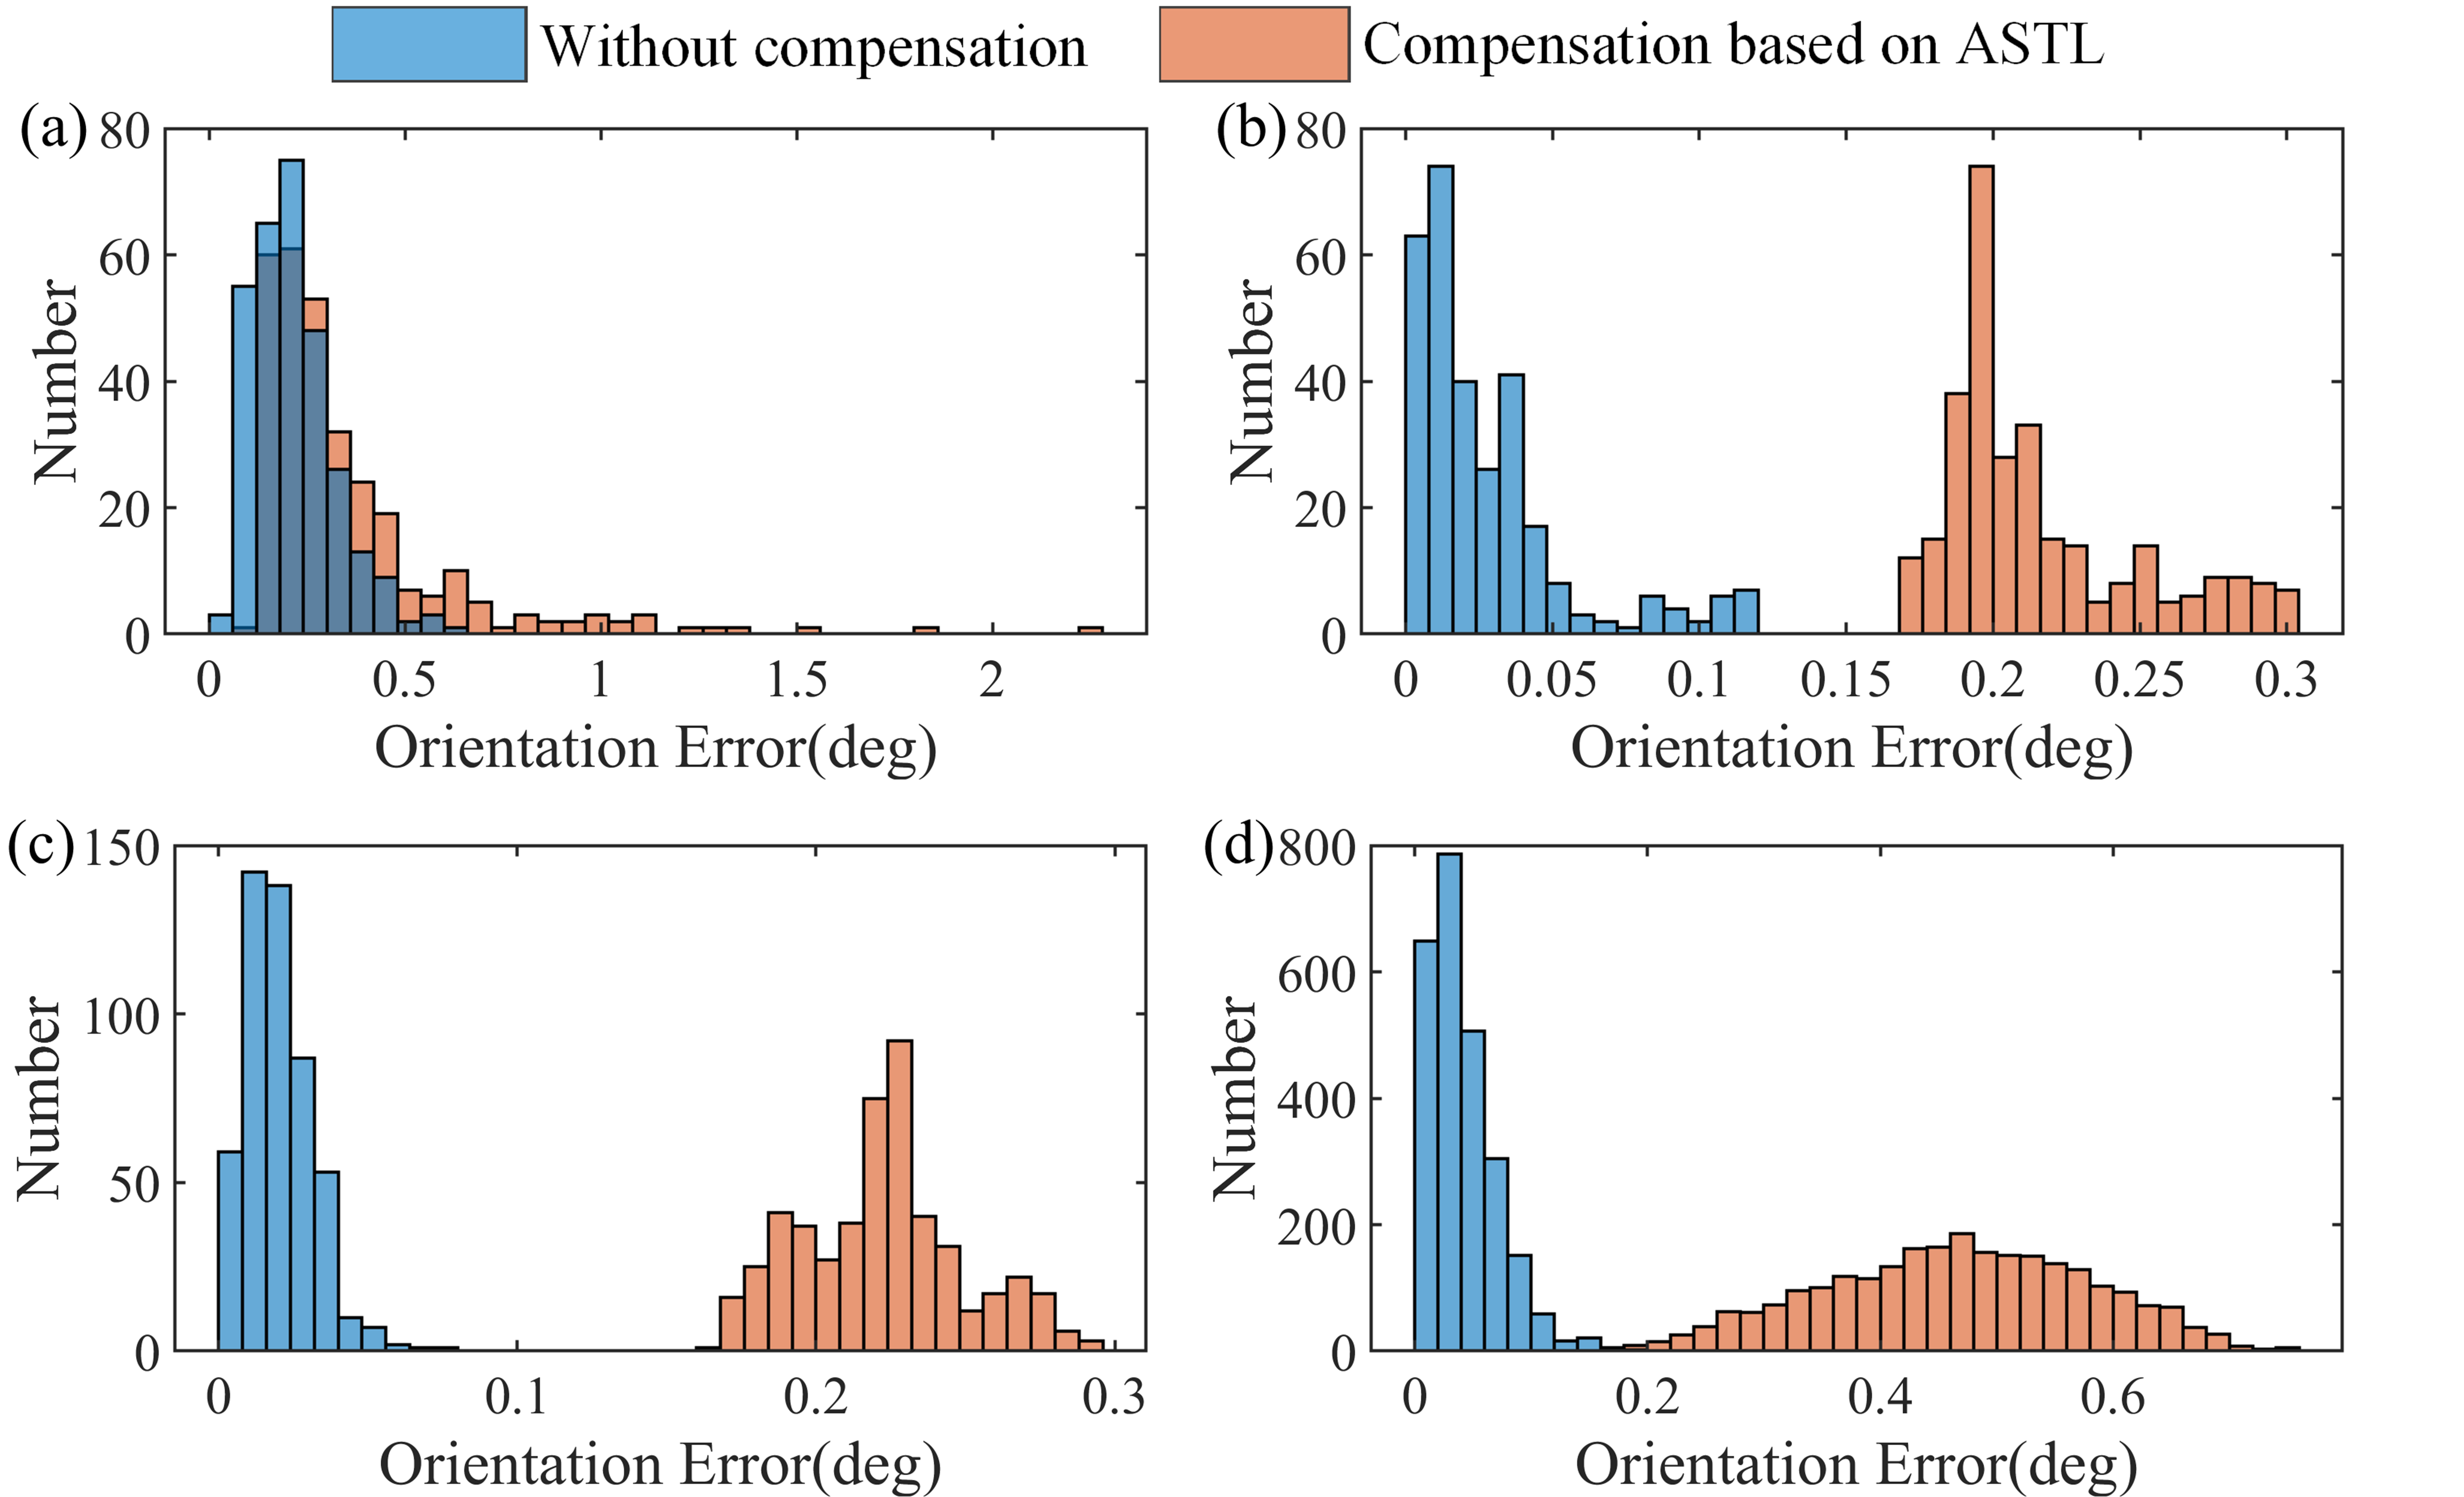 Without compensation
Compensation based on ASTL
(a)
80
60
40
20
0
Number
0 0.5 1 1.5 2
Orientation Error(deg)
(b)
80
60
40
20
0
Number
0 0.05 0.1 0.15 0.2 0.25 0.3
Orientation Error(deg)
(c)
150
100
50
0
Number
0 0.1 0.2 0.3
Orientation Error(deg)
(d)
800
600
400
200
0
Number
0 0.2 0.4 0.6
Orientation Error(deg)